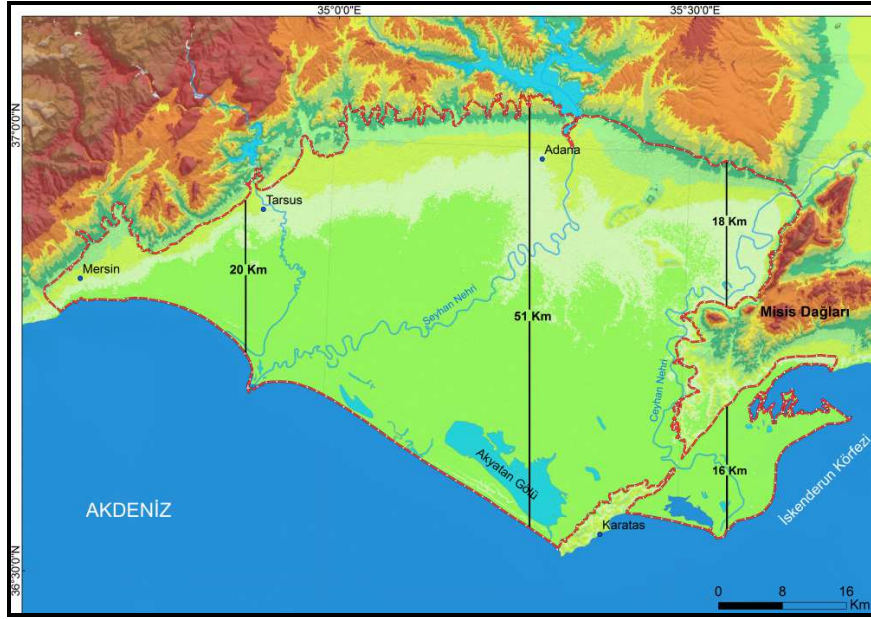 35°0'0"E
35°30'0"E
37°0'0"N
Adana
Tarsus
18 Km
Mersin
20 Km
Seyhan Nehri
51 Km
Misis Dağları
Ceyhan Nehri
Akyatan Gölü
16 Km
İskenderun Körfezi
AKDENİZ
Karatas
36°30'0"N
0 8 16
Km